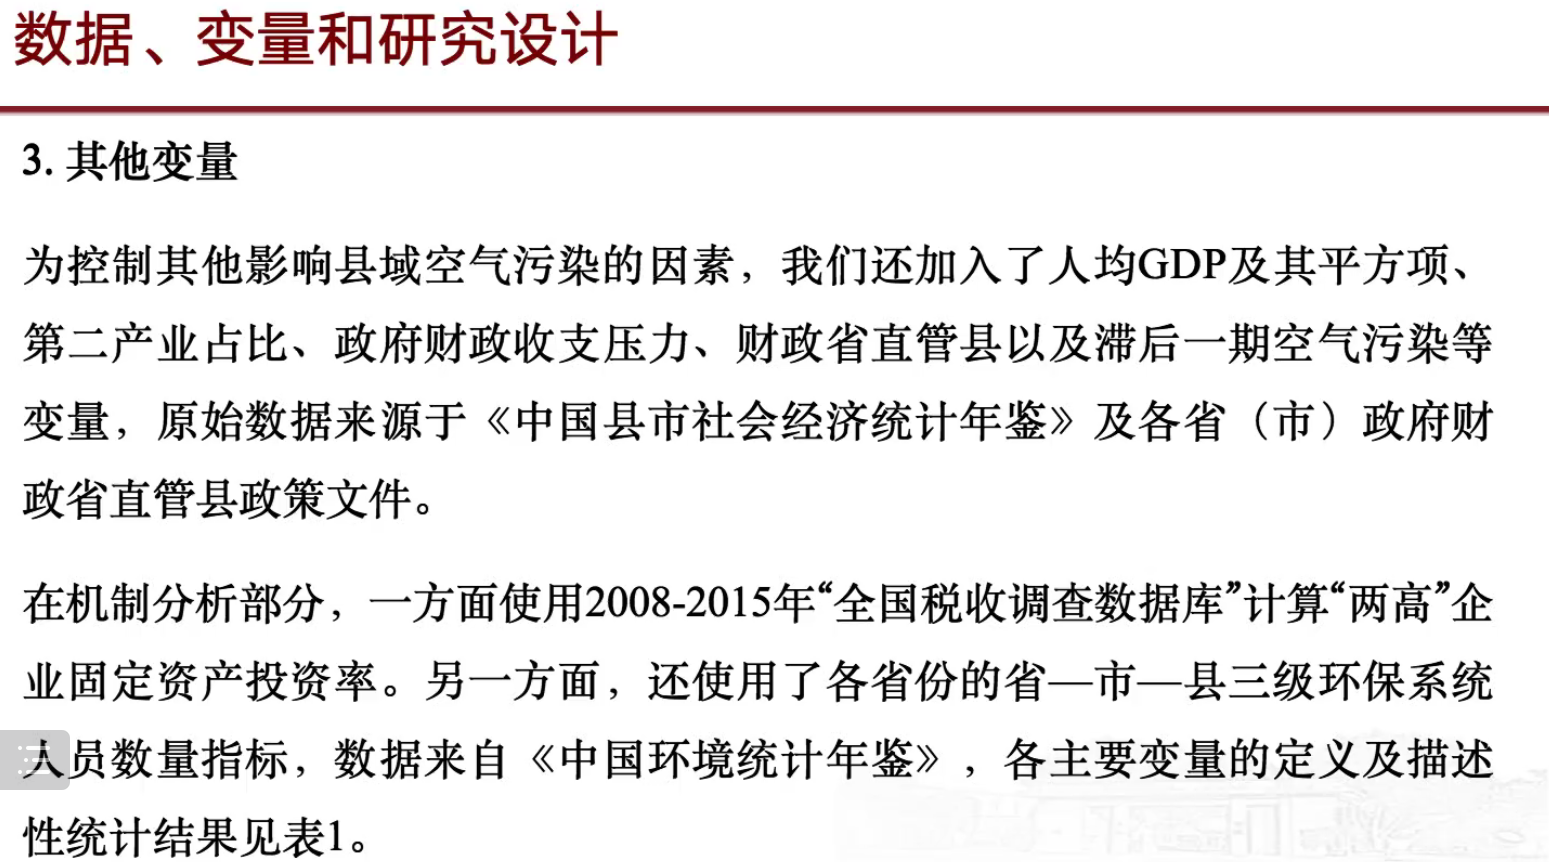 数据、变量和研究设计
3. 其他变量
为控制其他影响县域空气污染的因素，我们还加入了人均GDP及其平方项、
第二产业占比、政府财政收支压力、财政省直管县以及滞后一期空气污染等
变量，原始数据来源于《中国县市社会经济统计年鉴》及各省（市）政府财
政省直管县政策文件。
在机制分析部分，一方面使用2008-2015年“全国税收调查数据库”计算“两高”企
业固定资产投资率。另一方面，还使用了各省份的省—市—县三级环保系统
人员数量指标，数据来自《中国环境统计年鉴》，各主要变量的定义及描述
性统计结果见表1。